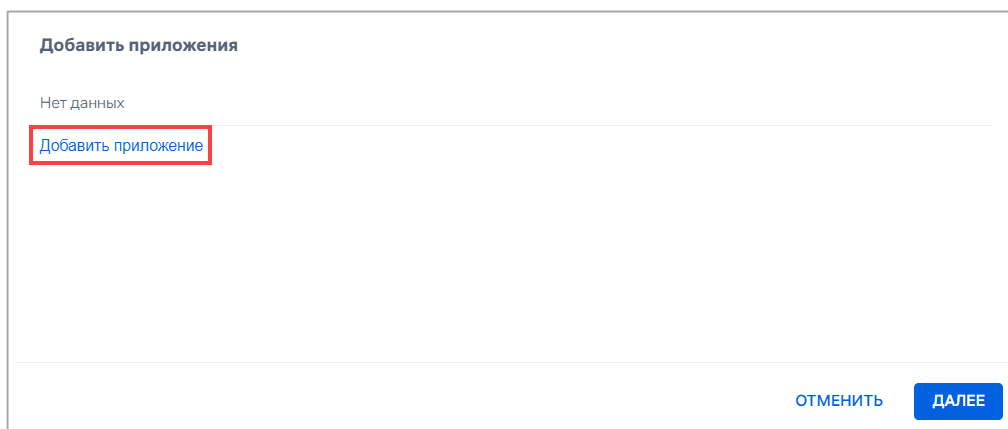 Добавить приложения
Нет данных
Добавить приложение
ОТМЕНИТЬ ДАЛЕЕ